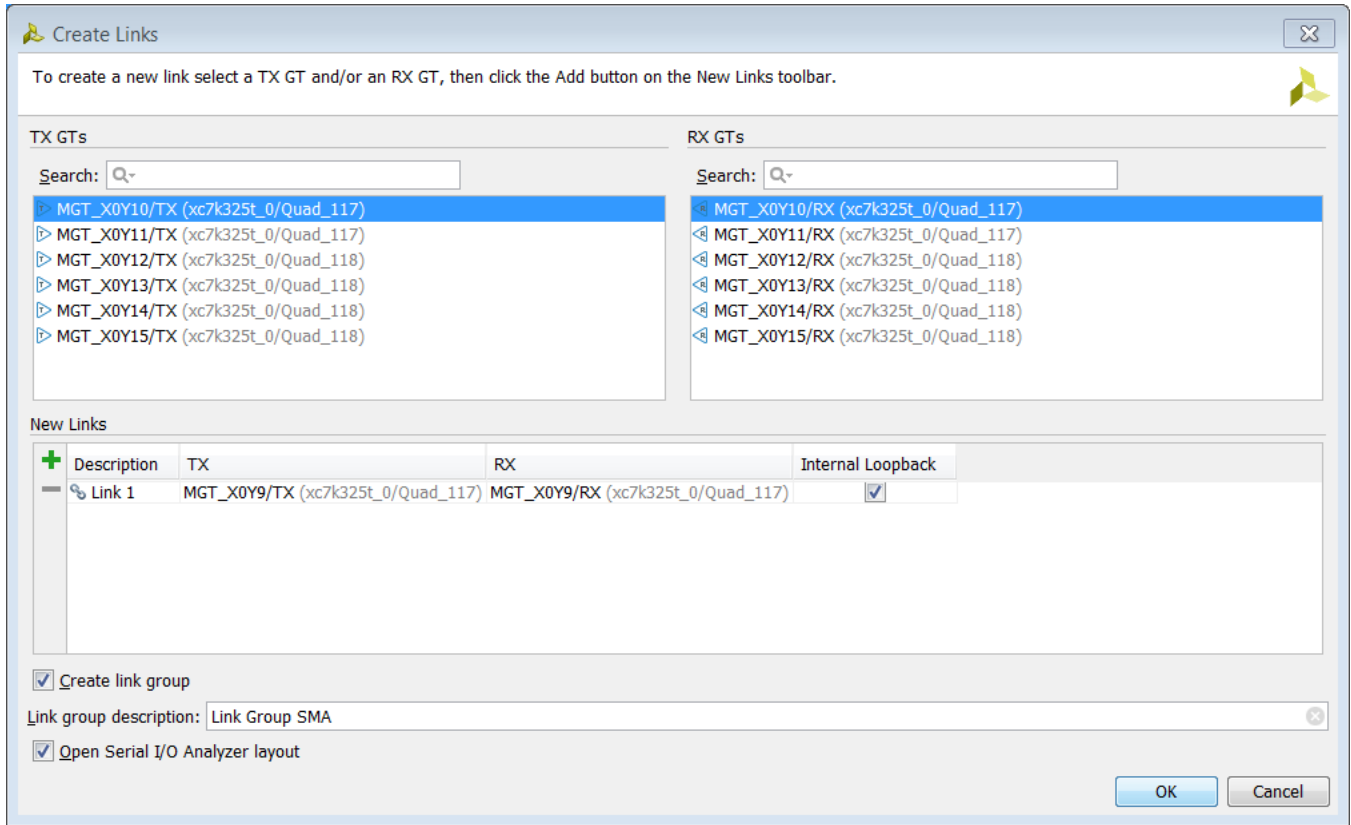 Create Links
To create a new link select a TX GT and/or an RX GT, then click the Add button on the New Links toolbar.
TX GTs
Search:
MGT_X0Y10/TX (xc7k325t_0/Quad_117)
MGT_X0Y11/TX (xc7k325t_0/Quad_117)
MGT_X0Y12/TX (xc7k325t_0/Quad_118)
MGT_X0Y13/TX (xc7k325t_0/Quad_118)
MGT_X0Y14/TX (xc7k325t_0/Quad_118)
MGT_X0Y15/TX (xc7k325t_0/Quad_118)
RX GTs
Search:
MGT_X0Y10/RX (xc7k325t_0/Quad_117)
MGT_X0Y11/RX (xc7k325t_0/Quad_117)
MGT_X0Y12/RX (xc7k325t_0/Quad_118)
MGT_X0Y13/RX (xc7k325t_0/Quad_118)
MGT_X0Y14/RX (xc7k325t_0/Quad_118)
MGT_X0Y15/RX (xc7k325t_0/Quad_118)
New Links
Description TX RX Internal Loopback
Link 1 MGT_X0Y9/TX (xc7k325t_0/Quad_117) MGT_X0Y9/RX (xc7k325t_0/Quad_117)
Create link group
Link group description: Link Group SMA
Open Serial I/O Analyzer layout
OK Cancel